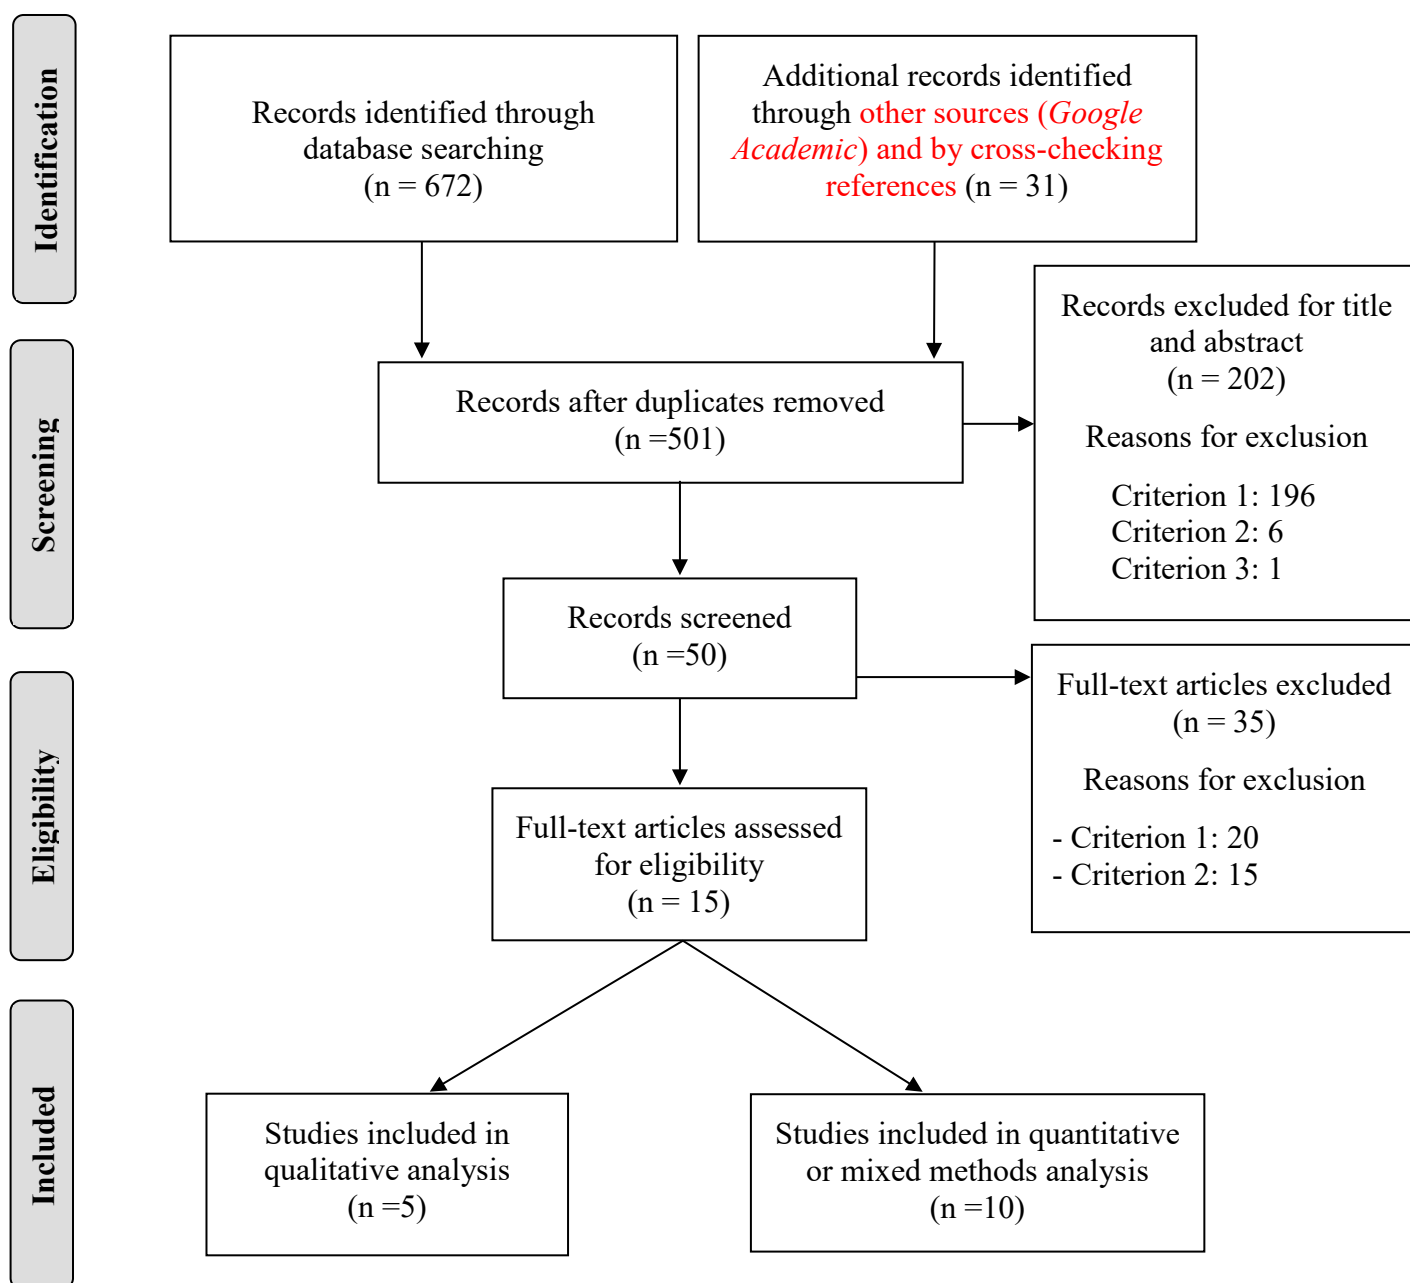 Identification
Records identified through
database searching
(n = 672)
Additional records identified
through other sources (Google
Academic) and by cross-checking
references (n = 31)
Screening
Records after duplicates removed
(n =501)
Records excluded for title
and abstract
(n = 202)
Reasons for exclusion
Criterion 1: 196
Criterion 2: 6
Criterion 3: 1
Records screened
(n =50)
Eligibility
Full-text articles excluded
(n = 35)
Reasons for exclusion
- Criterion 1: 20
- Criterion 2: 15
Full-text articles assessed
for eligibility
(n = 15)
Included
Studies included in
qualitative analysis
(n =5)
Studies included in quantitative
or mixed methods analysis
(n =10)